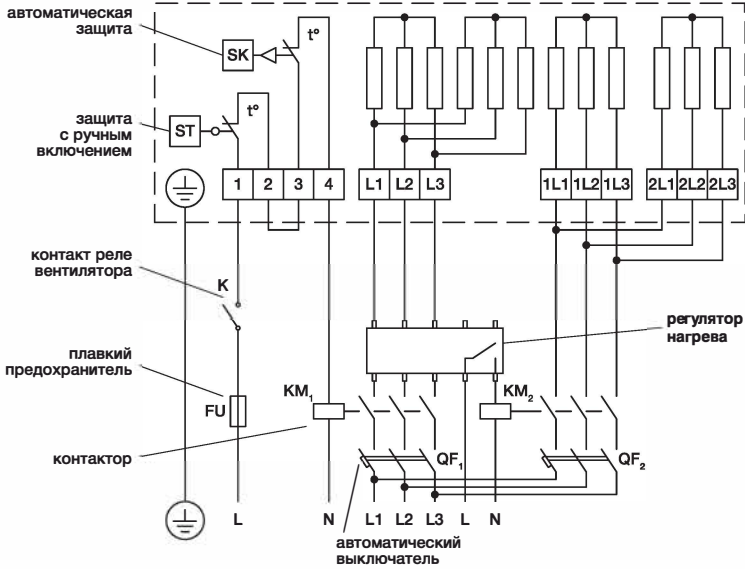 автоматическая
защита
SK
t°
защита
с ручным
включением
ST
t°
1 2 3 4 L1 L2 L3 1L1 1L2 1L3 2L1 2L2 2L3
контакт реле
вентилятора
K
регулятор
нагрева
плавкий
предохранитель
FU
KM₁
KM₂
контактор
QF₁
QF₂
L N L1 L2 L3 L N
автоматический
выключатель